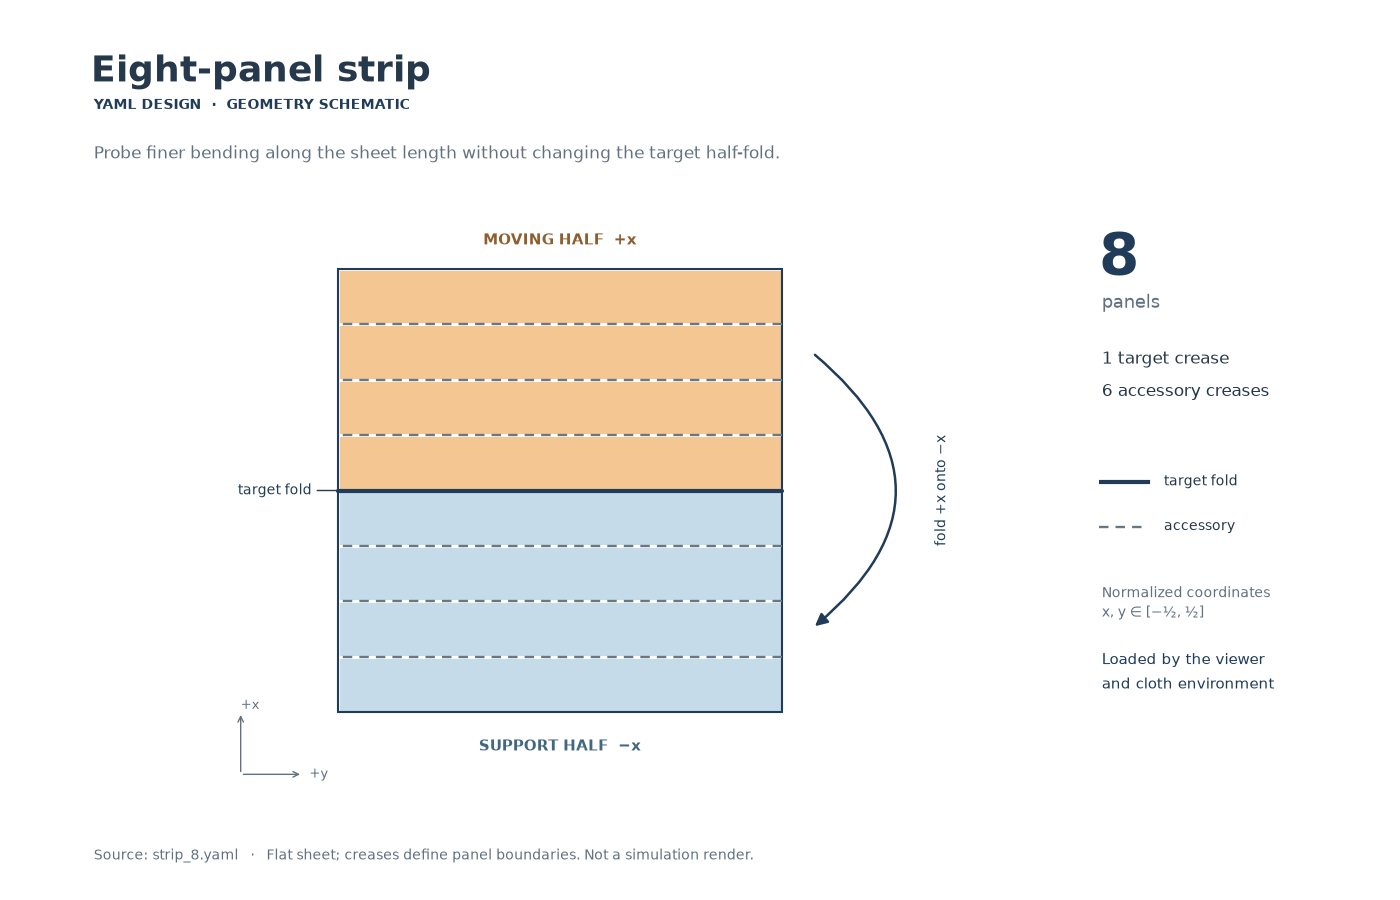 Eight-panel strip
YAML DESIGN · GEOMETRY SCHEMATIC
Probe finer bending along the sheet length without changing the target half-fold.
MOVING HALF +x
target fold
fold +x onto −x
SUPPORT HALF −x
+x
+y
8
panels
1 target crease
6 accessory creases
target fold
accessory
Normalized coordinates
x, y ∈ [−½, ½]
Loaded by the viewer
and cloth environment
Source: strip_8.yaml · Flat sheet; creases define panel boundaries. Not a simulation render.